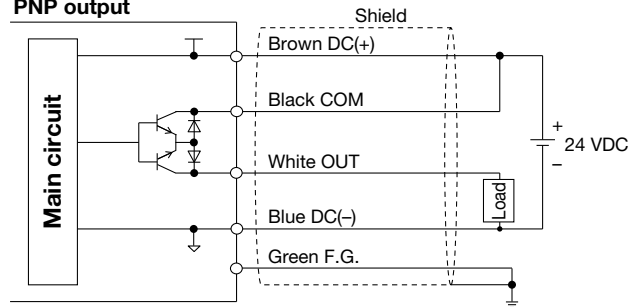 PNP output
Shield
Brown DC(+)
Black COM
Main circuit
+
24 VDC
–
White OUT
Load
Blue DC(–)
Green F.G.